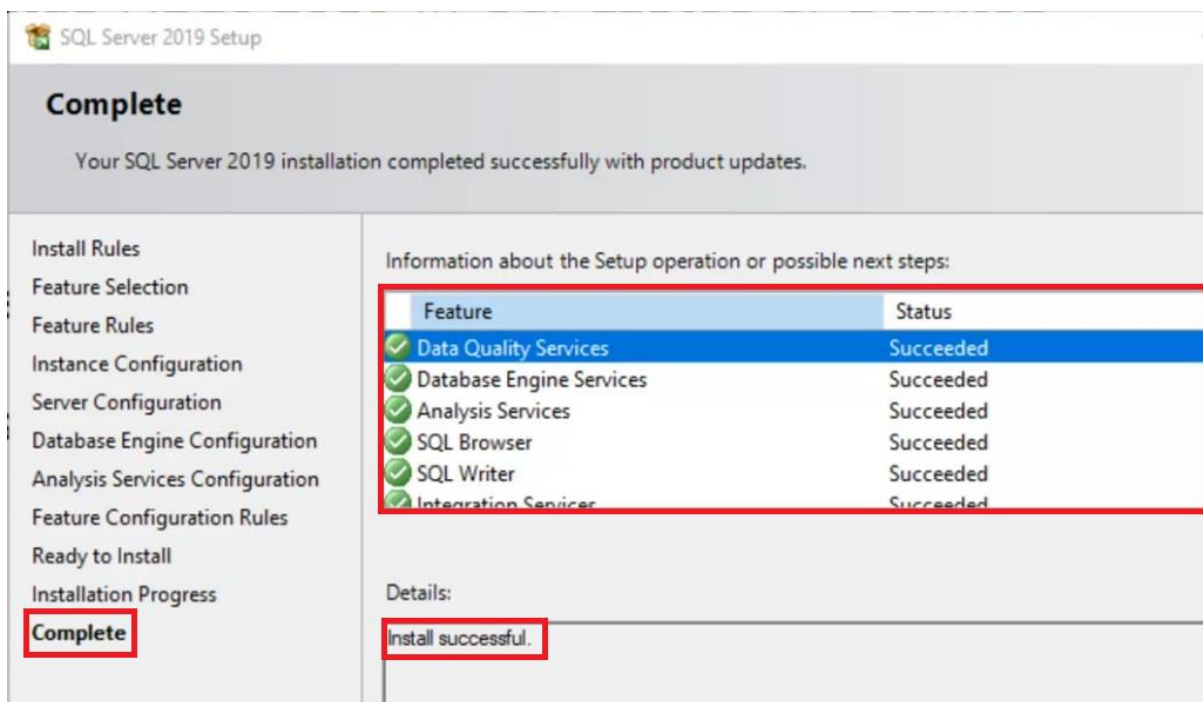 SQL Server 2019 Setup
Complete
Your SQL Server 2019 installation completed successfully with product updates.
Install Rules
Feature Selection
Feature Rules
Instance Configuration
Server Configuration
Database Engine Configuration
Analysis Services Configuration
Feature Configuration Rules
Ready to Install
Installation Progress
Complete
Information about the Setup operation or possible next steps:
Feature Status
Data Quality Services Succeeded
Database Engine Services Succeeded
Analysis Services Succeeded
SQL Browser Succeeded
SQL Writer Succeeded
Integration Services Succeeded
Details:
Install successful.